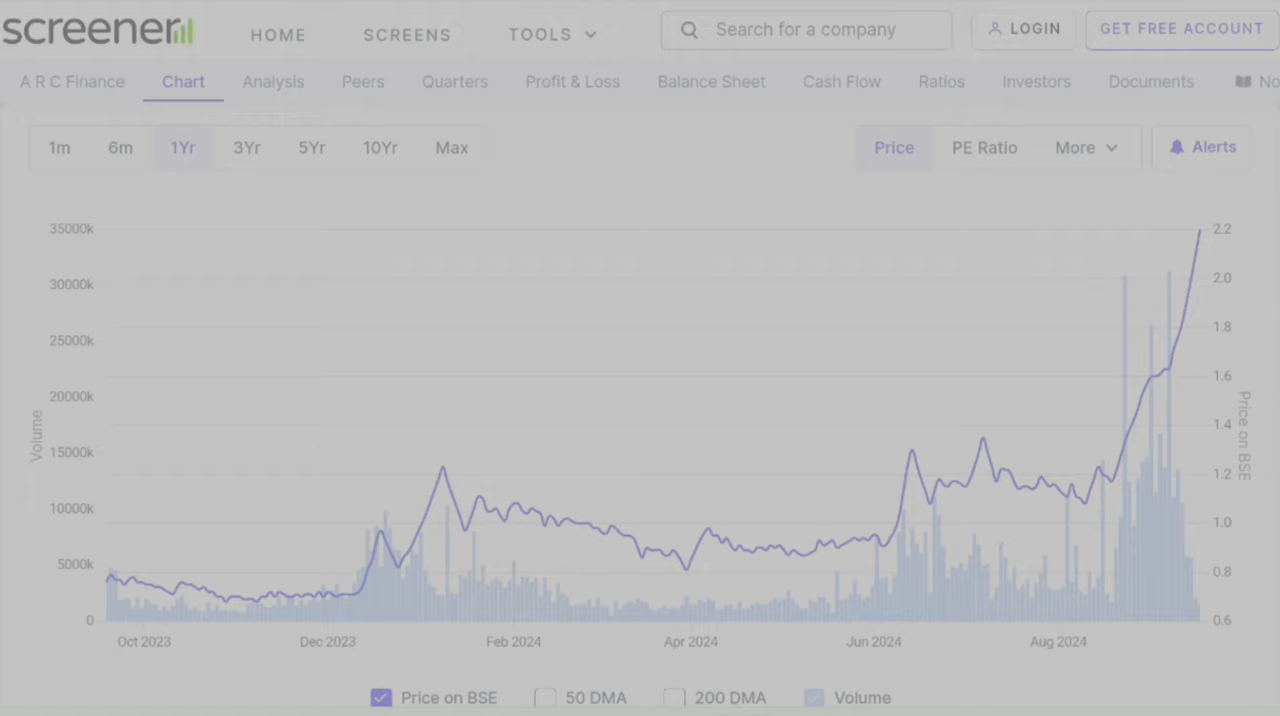 screener HOME SCREENS TOOLS Search for a company LOGIN GET FREE ACCOUNT
A R C Finance Chart Analysis Peers Quarters Profit & Loss Balance Sheet Cash Flow Ratios Investors Documents No
1m 6m 1Yr 3Yr 5Yr 10Yr Max Price PE Ratio More Alerts
35000k 2.2
30000k 2.0
25000k 1.8
20000k 1.6
15000k 1.4
10000k 1.2
5000k 1.0
0 0.8
0.6
Volume
Price on BSE
Oct 2023 Dec 2023 Feb 2024 Apr 2024 Jun 2024 Aug 2024
Price on BSE 50 DMA 200 DMA Volume